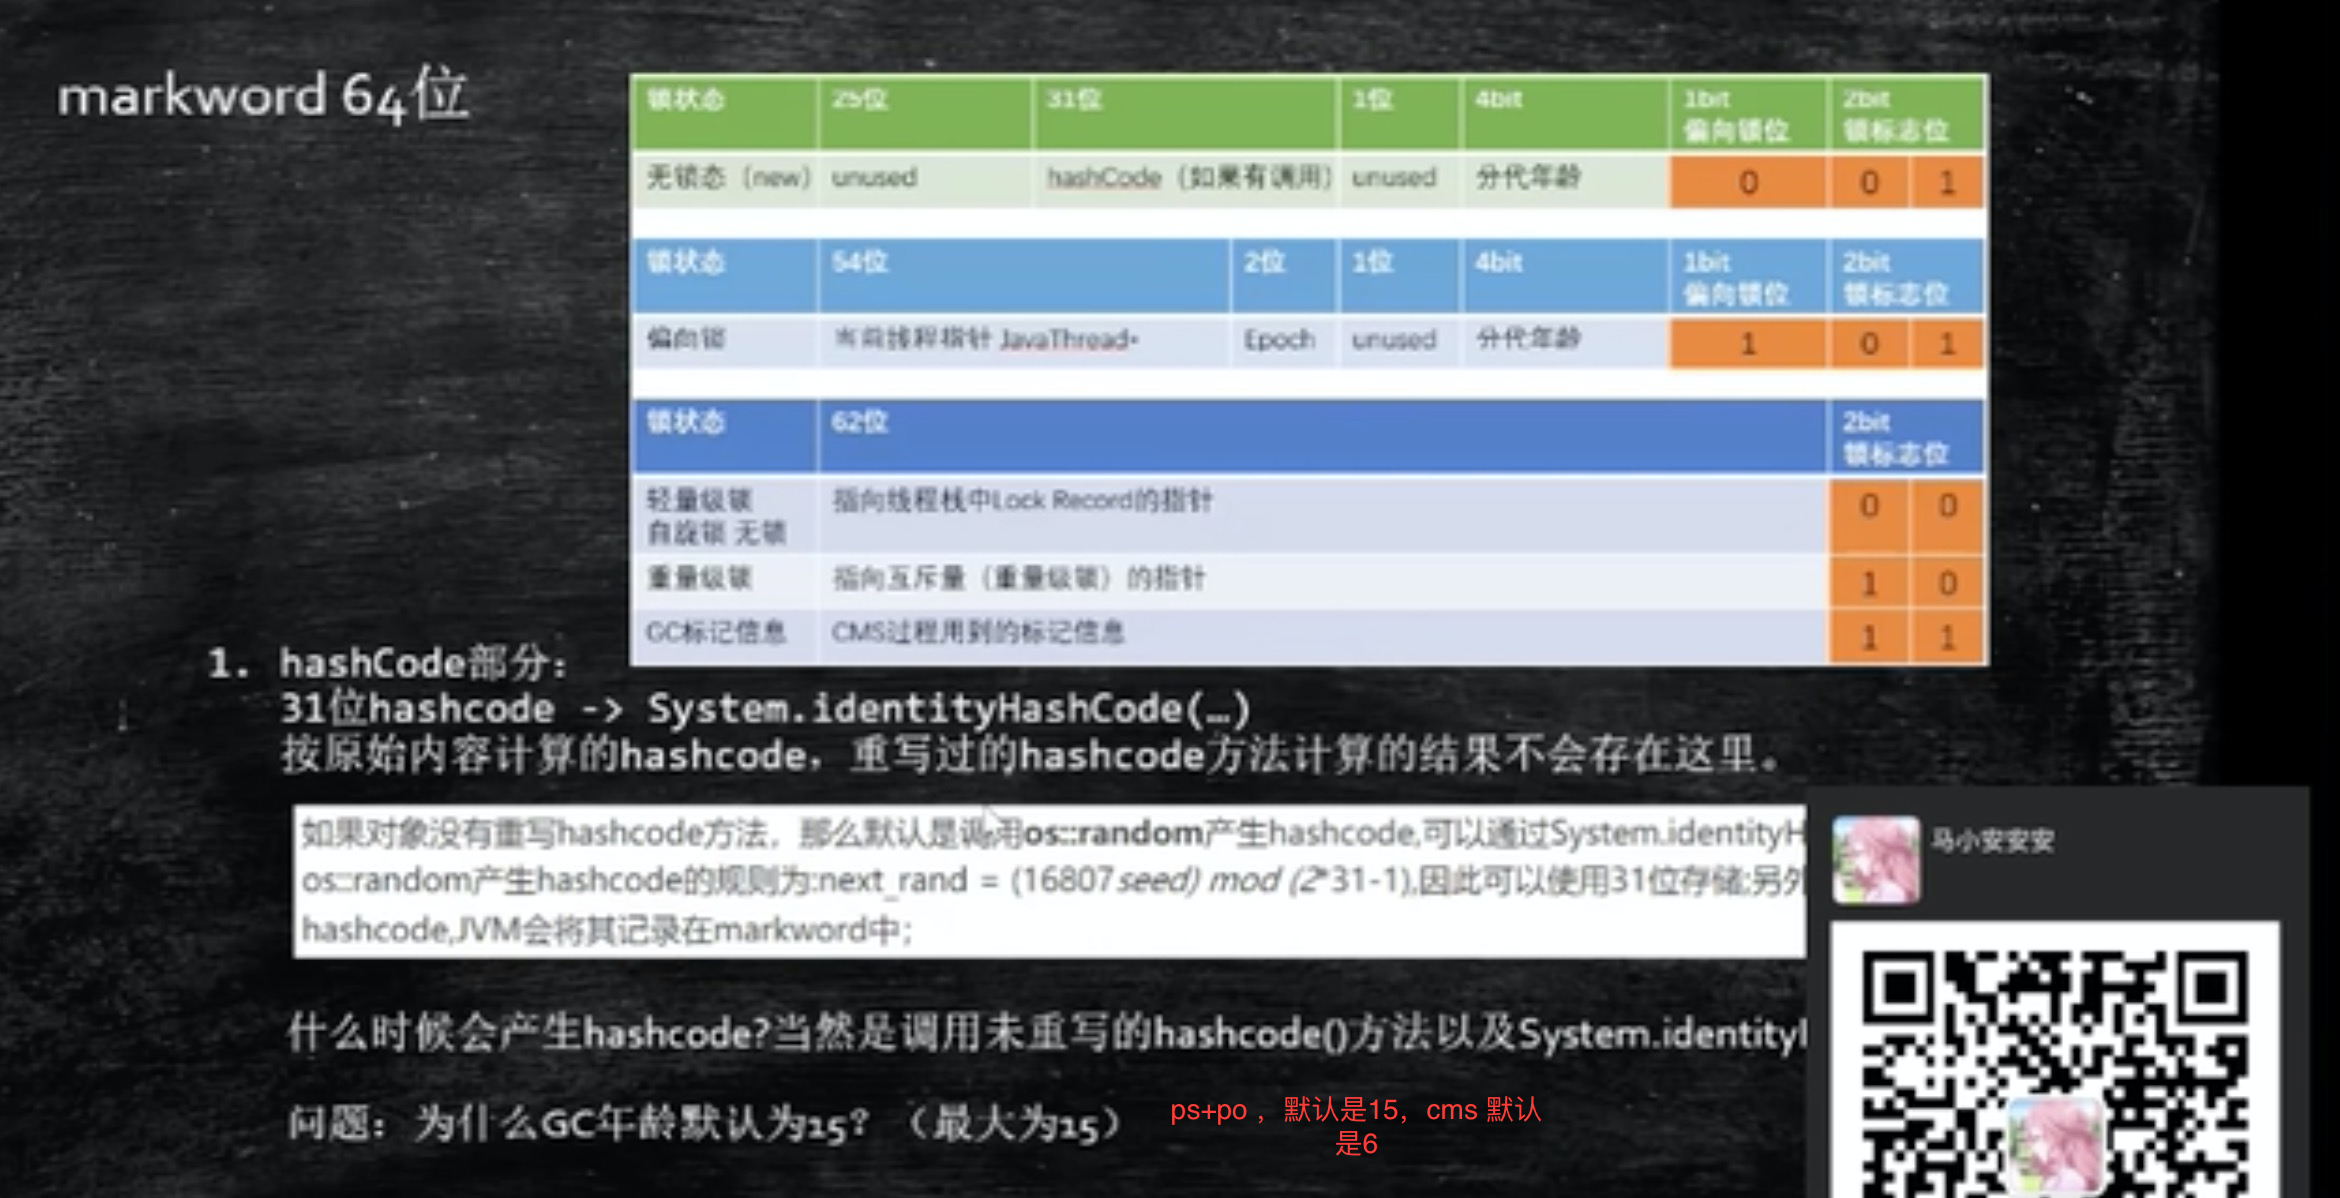 markword 64位
锁状态 25位 31位 1位 4bit 1bit 2bit
偏向锁位 锁标志位
无锁态（new） unused hashCode（如果有调用） unused 分代年龄 0 0 1
锁状态 54位 2位 1位 4bit 1bit 2bit
偏向锁位 锁标志位
偏向锁 当前线程指针 JavaThread* Epoch unused 分代年龄 1 0 1
锁状态 62位 2bit
锁标志位
轻量级锁 指向线程栈中Lock Record的指针 0 0
自旋锁 无锁
重量级锁 指向互斥量（重量级锁）的指针 1 0
GC标记信息 CMS过程用到的标记信息 1 1
1. hashCode部分：
31位hashcode -> System.identityHashCode(…)
按原始内容计算的hashcode，重写过的hashcode方法计算的结果不会存在这里。
如果对象没有重写hashcode方法，那么默认是调用os::random产生hashcode,可以通过System.identityH
os::random产生hashcode的规则为:next_rand = (16807seed) mod (2*31-1),因此可以使用31位存储;另外
hashcode,JVM会将其记录在markword中;
马小安安安
什么时候会产生hashcode?当然是调用未重写的hashcode()方法以及System.identity
问题：为什么GC年龄默认为15？（最大为15）
ps+po ，默认是15，cms 默认
是6